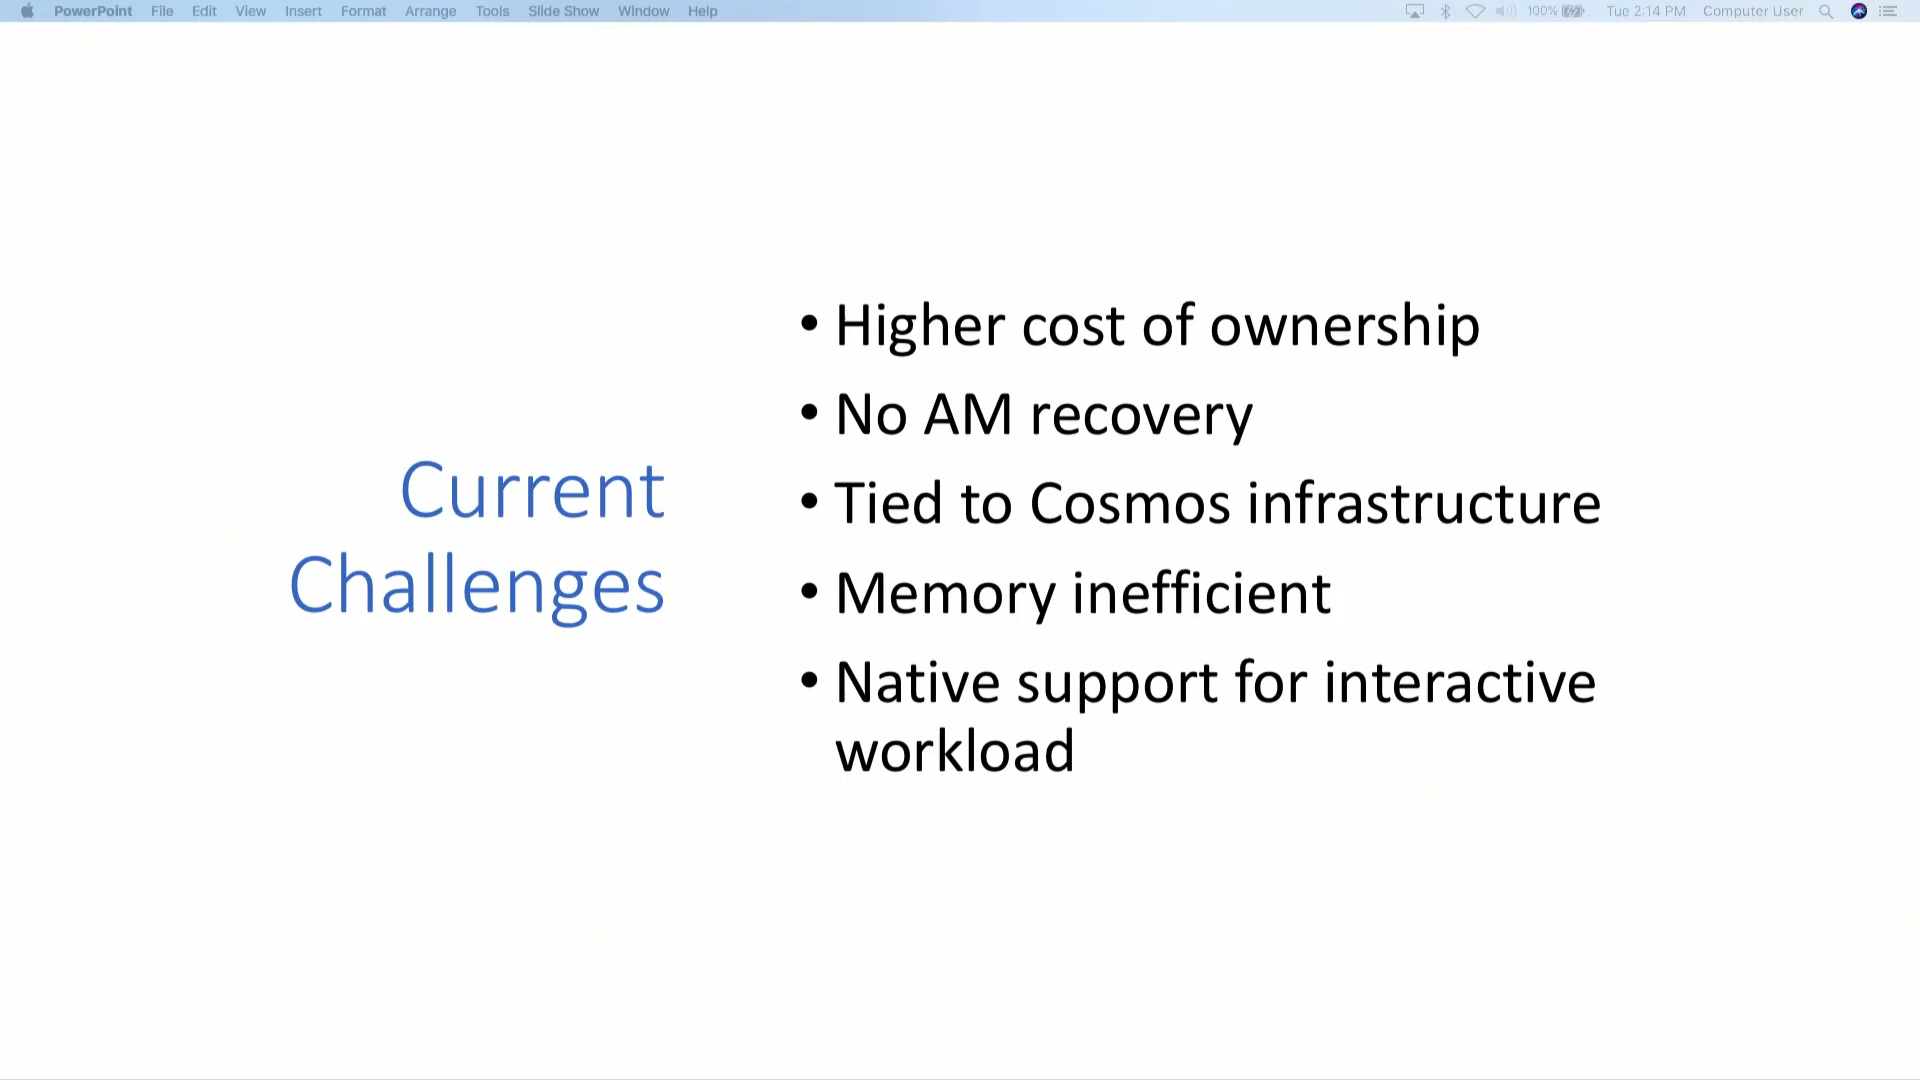 PowerPoint File Edit View Insert Format Arrange Tools Slide Show Window Help 100% Tue 2:14 PM Computer User
Current
Challenges
• Higher cost of ownership
• No AM recovery
• Tied to Cosmos infrastructure
• Memory inefficient
• Native support for interactive
workload